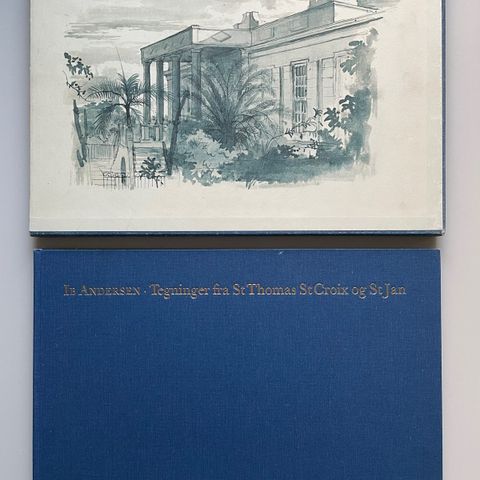 IB ANDERSEN · Tegninger fra St Thomas St Croix og St Jan